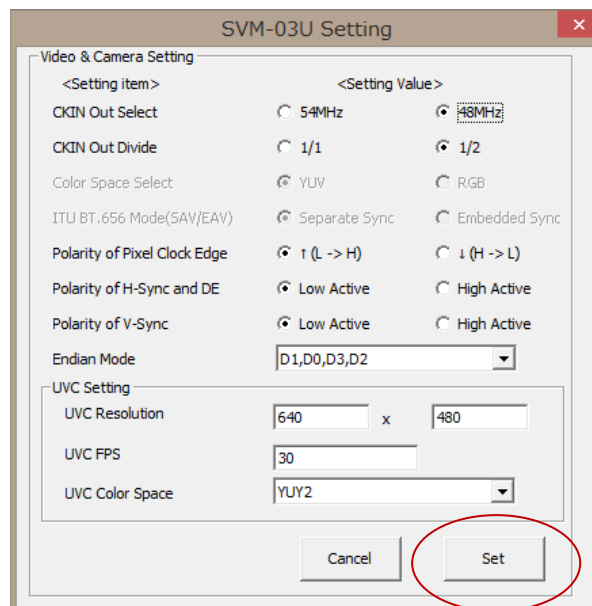 SVM-03U Setting
Video & Camera Setting
<Setting item> <Setting Value>
CKIN Out Select 54MHz 48MHz
CKIN Out Divide 1/1 1/2
Color Space Select YUV RGB
ITU BT.656 Mode(SAV/EAV) Separate Sync Embedded Sync
Polarity of Pixel Clock Edge ↑(L -> H) ↓(H -> L)
Polarity of H-Sync and DE Low Active High Active
Polarity of V-Sync Low Active High Active
Endian Mode D1,D0,D3,D2
UVC Setting
UVC Resolution 640 x 480
UVC FPS 30
UVC Color Space YUY2
Cancel Set